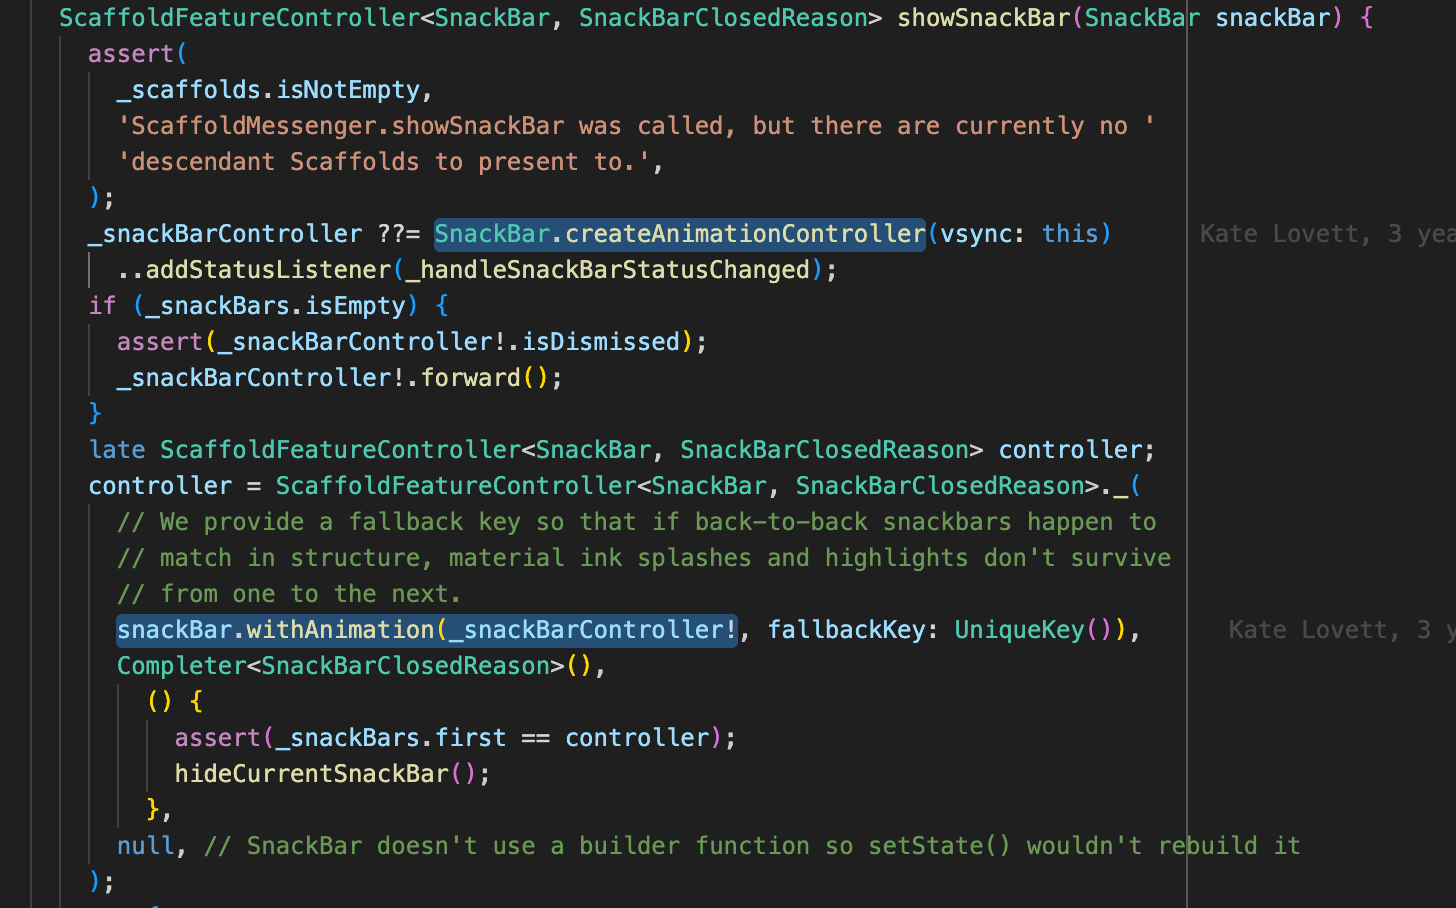 ScaffoldFeatureController<SnackBar, SnackBarClosedReason> showSnackBar(SnackBar snackBar) {
assert(
_scaffolds.isNotEmpty,
'ScaffoldMessenger.showSnackBar was called, but there are currently no '
'descendant Scaffolds to present to.',
);
_snackBarController ??= SnackBar.createAnimationController(vsync: this) Kate Lovett, 3 yea
..addStatusListener(_handleSnackBarStatusChanged);
if (_snackBars.isEmpty) {
assert(_snackBarController!.isDismissed);
_snackBarController!.forward();
}
late ScaffoldFeatureController<SnackBar, SnackBarClosedReason> controller;
controller = ScaffoldFeatureController<SnackBar, SnackBarClosedReason>._(
// We provide a fallback key so that if back-to-back snackbars happen to
// match in structure, material ink splashes and highlights don't survive
// from one to the next.
snackBar.withAnimation(_snackBarController!, fallbackKey: UniqueKey()), Kate Lovett, 3 y
Completer<SnackBarClosedReason>(),
() {
assert(_snackBars.first == controller);
hideCurrentSnackBar();
},
null, // SnackBar doesn't use a builder function so setState() wouldn't rebuild it
);